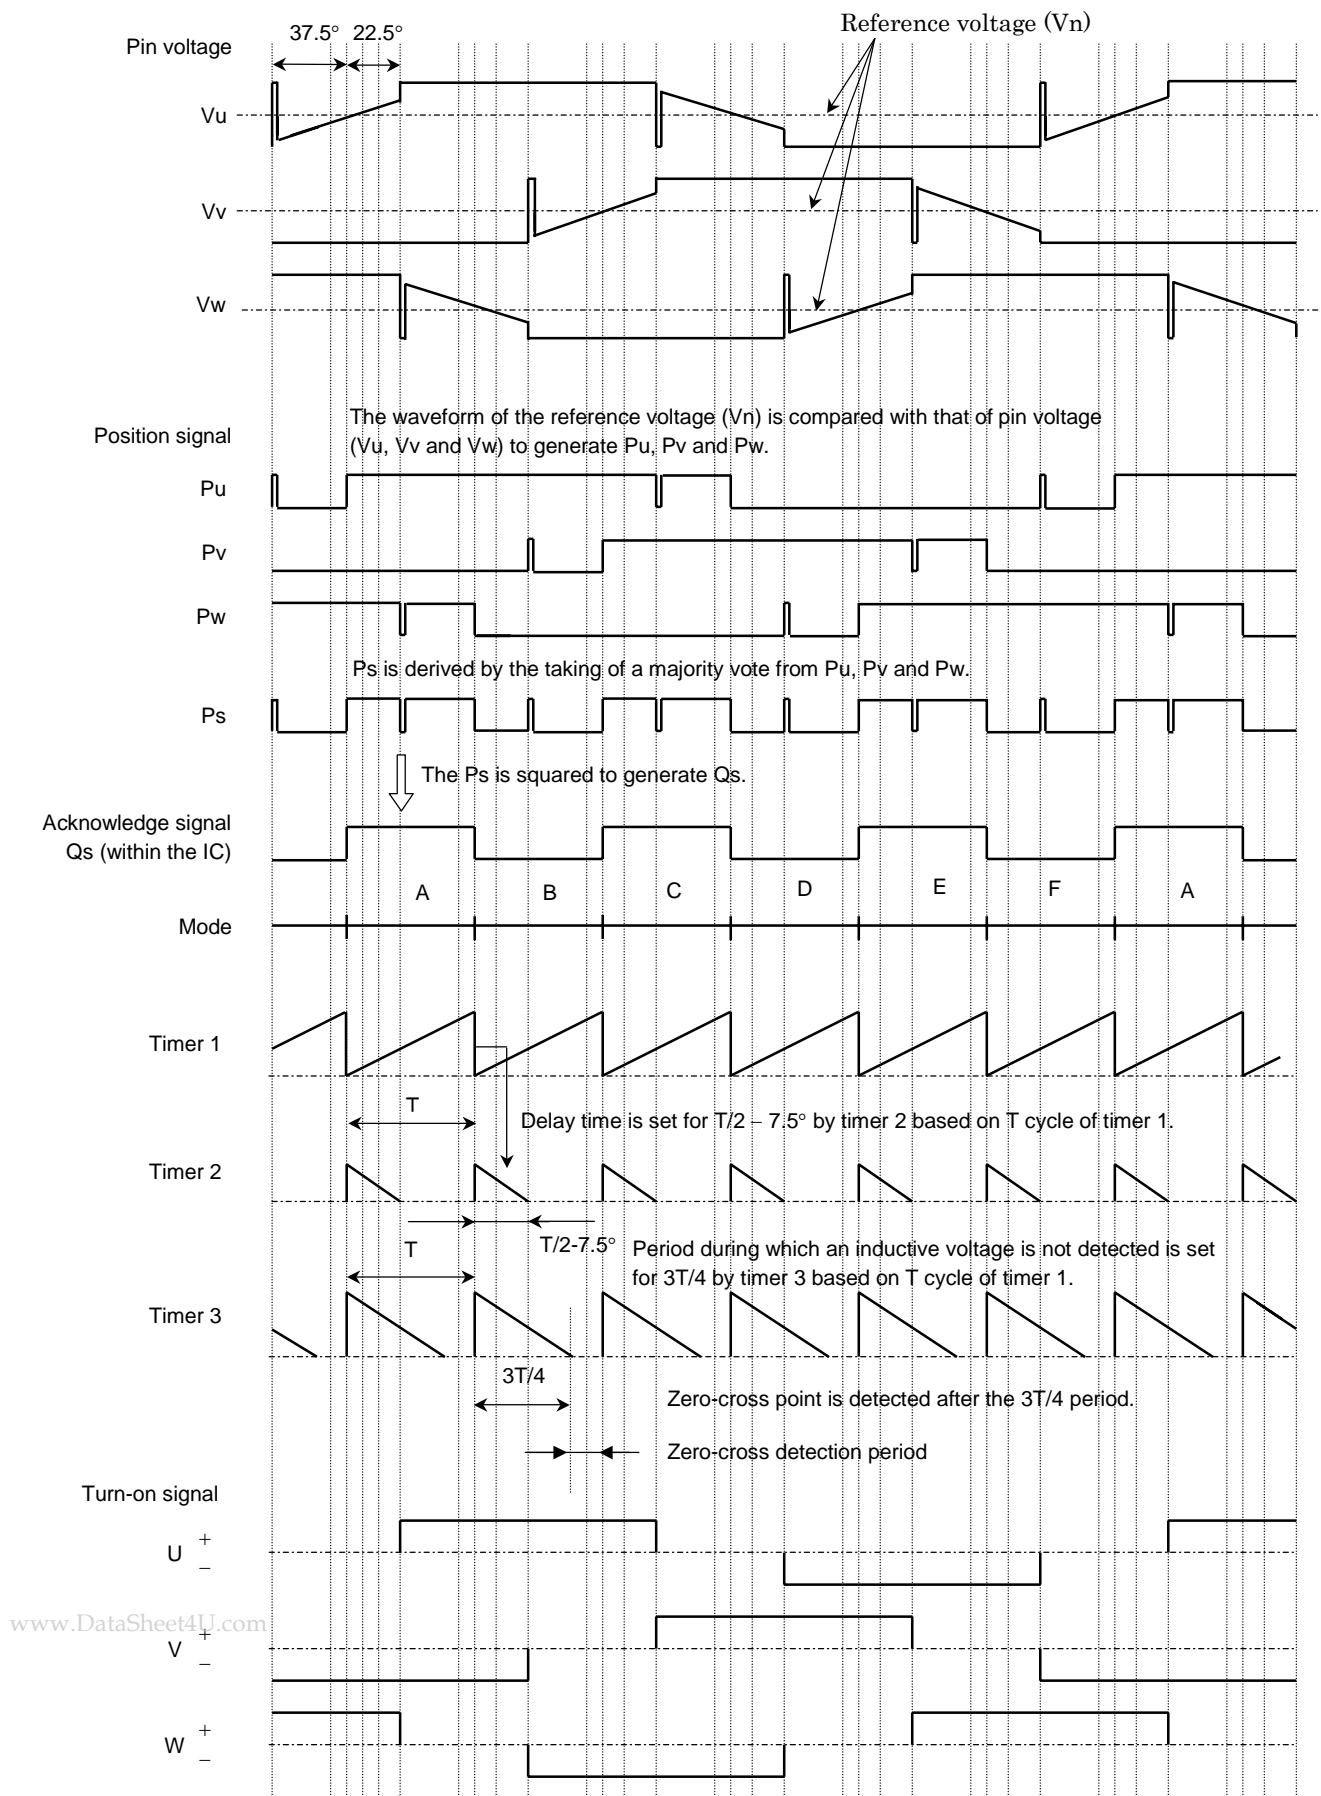 Reference voltage (Vn)
37.5° 22.5°
Pin voltage
Vu
Vv
Vw
The waveform of the reference voltage (Vn) is compared with that of pin voltage
(Vu, Vv and Vw) to generate Pu, Pv and Pw.
Position signal
Pu
Pv
Pw
Ps is derived by the taking of a majority vote from Pu, Pv and Pw.
Ps
The Ps is squared to generate Qs.
Acknowledge signal
Qs (within the IC)
A B C D E F A
Mode
Timer 1
T
Delay time is set for T/2 – 7.5° by timer 2 based on T cycle of timer 1.
Timer 2
T/2-7.5°
T
Period during which an inductive voltage is not detected is set
for 3T/4 by timer 3 based on T cycle of timer 1.
Timer 3
3T/4
Zero-cross point is detected after the 3T/4 period.
Zero-cross detection period
Turn-on signal
+
U
−
www.DataSheet4U.com
+
V
−
+
W
−